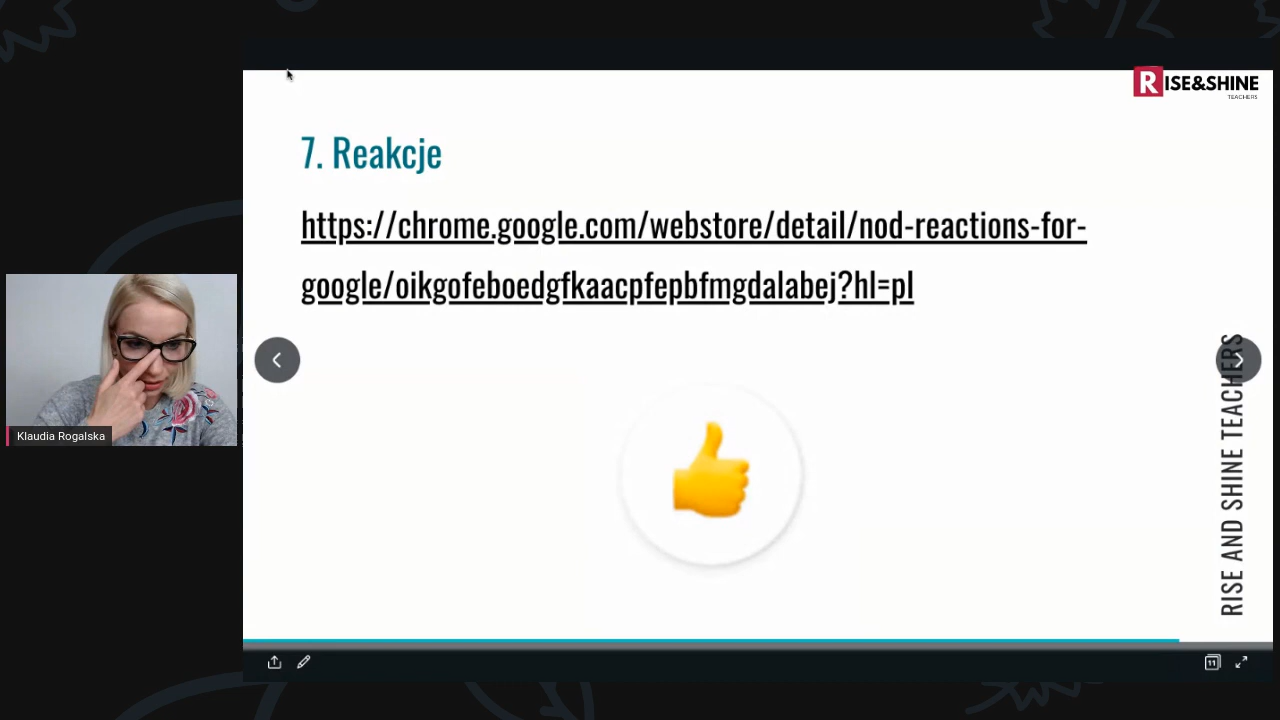 RISE&SHINE
TEACHERS
7. Reakcje
https://chrome.google.com/webstore/detail/nod-reactions-for-
google/oikgofeboedgfkaacpfepbfmgdalabej?hl=pl
RISE AND SHINE TEACHERS
Klaudia Rogalska
11